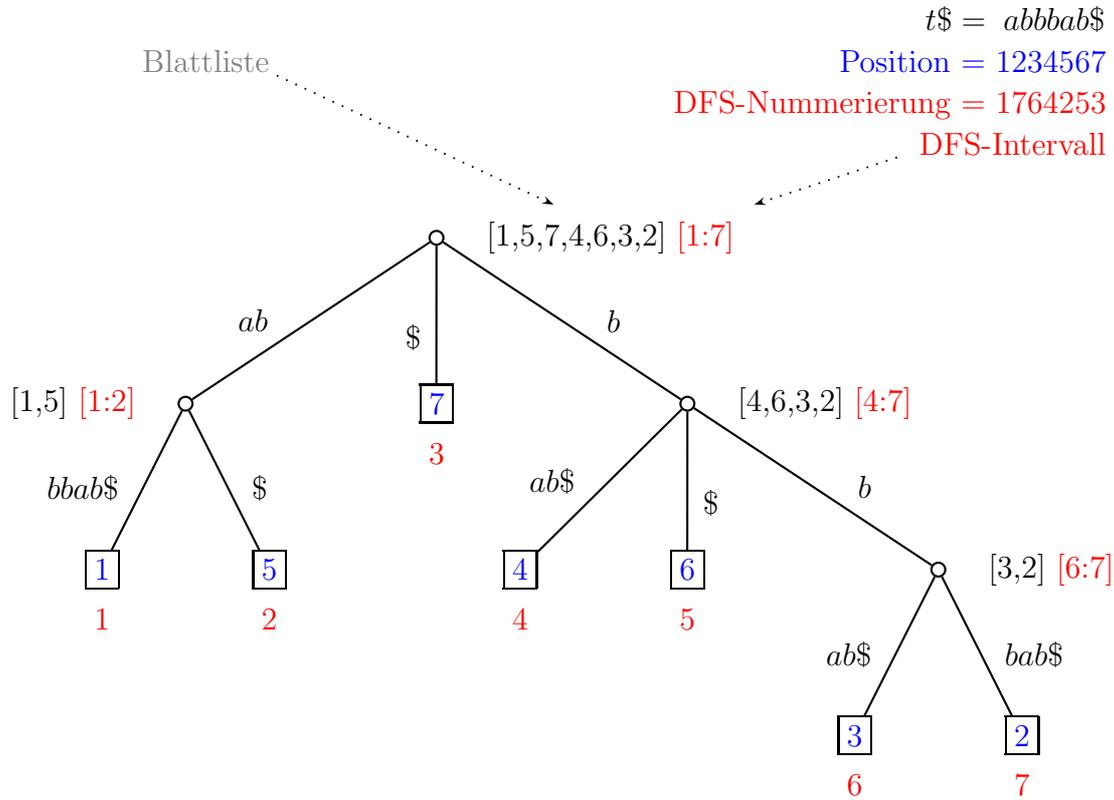 t$ = abbbab$
Blattliste
Position = 1234567
DFS-Nummerierung = 1764253
DFS-Intervall
[1,5,7,4,6,3,2] [1:7]
ab
$
b
[1,5] [1:2]
7
[4,6,3,2] [4:7]
3
bbab$
$
ab$
$
b
1
5
4
6
[3,2] [6:7]
1
2
4
5
ab$
bab$
3
2
6
7